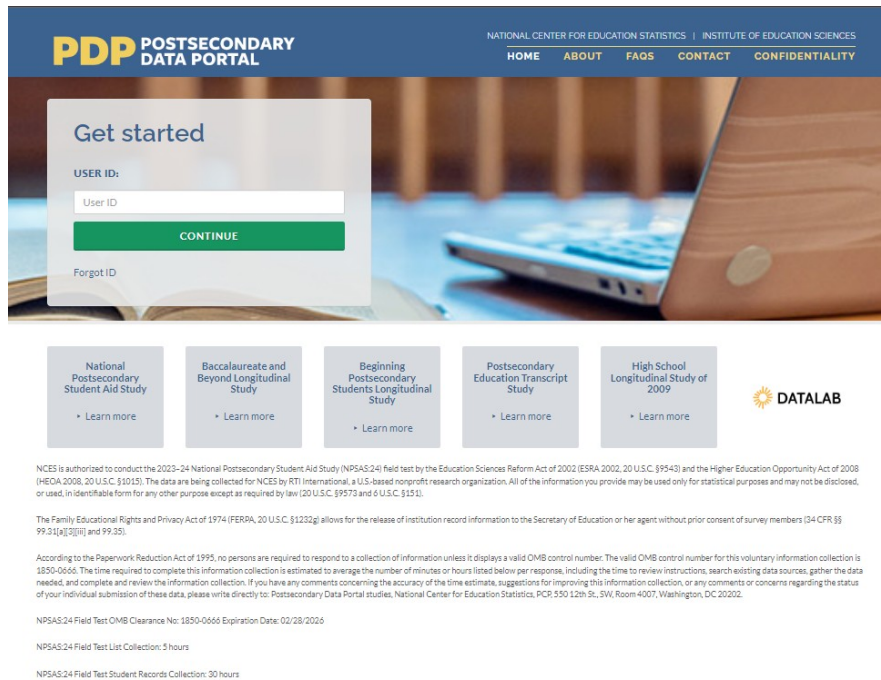 NATIONAL CENTER FOR EDUCATION STATISTICS | INSTITUTE OF EDUCATION SCIENCES
PDP POSTSECONDARY
DATA PORTAL
HOME ABOUT FAQS CONTACT CONFIDENTIALITY
Get started
USER ID:
User ID
CONTINUE
Forgot ID
National
Postsecondary
Student Aid Study
▸ Learn more
Baccalaureate and
Beyond Longitudinal
Study
▸ Learn more
Beginning
Postsecondary
Students Longitudinal
Study
▸ Learn more
Postsecondary
Education Transcript
Study
▸ Learn more
High School
Longitudinal Study of
2009
▸ Learn more
DATALAB
NCES is authorized to conduct the 2023–24 National Postsecondary Student Aid Study (NPSAS:24) field test by the Education Sciences Reform Act of 2002 (ESRA 2002, 20 U.S.C. §9543) and the Higher Education Opportunity Act of 2008
(HEOA 2008, 20 U.S.C. §1015). The data are being collected for NCES by RTI International, a U.S.-based nonprofit research organization. All of the information you provide may be used only for statistical purposes and may not be disclosed,
or used, in identifiable form for any other purpose except as required by law (20 U.S.C. §9573 and 6 U.S.C. §151).
The Family Educational Rights and Privacy Act of 1974 (FERPA, 20 U.S.C. §1232g) allows for the release of institution record information to the Secretary of Education or her agent without prior consent of survey members (34 CFR §§
99.31[a][3][iii] and 99.35).
According to the Paperwork Reduction Act of 1995, no persons are required to respond to a collection of information unless it displays a valid OMB control number. The valid OMB control number for this voluntary information collection is
1850-0666. The time required to complete this information collection is estimated to average the number of minutes or hours listed below per response, including the time to review instructions, search existing data sources, gather the data
needed, and complete and review the information collection. If you have any comments concerning the accuracy of the time estimate, suggestions for improving this information collection, or any comments or concerns regarding the status
of your individual submission of these data, please write directly to: Postsecondary Data Portal studies, National Center for Education Statistics, PCP, 550 12th St., SW, Room 4007, Washington, DC 20202.
NPSAS:24 Field Test OMB Clearance No: 1850-0666 Expiration Date: 02/28/2026
NPSAS:24 Field Test List Collection: 5 hours
NPSAS:24 Field Test Student Records Collection: 30 hours